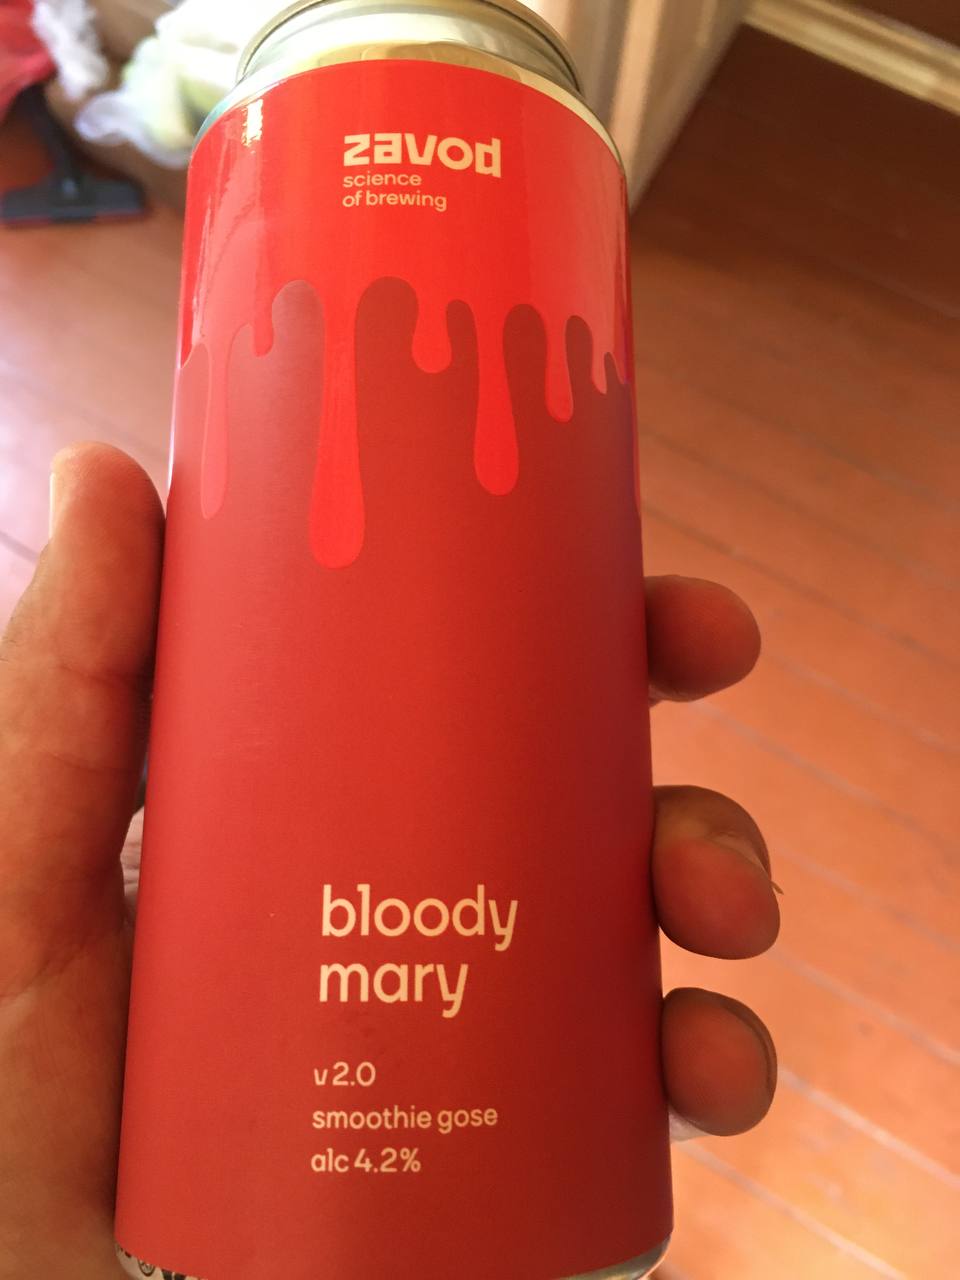 zavod
science
of brewing
bloody
mary
v2.0
smoothie gose
alc 4.2%